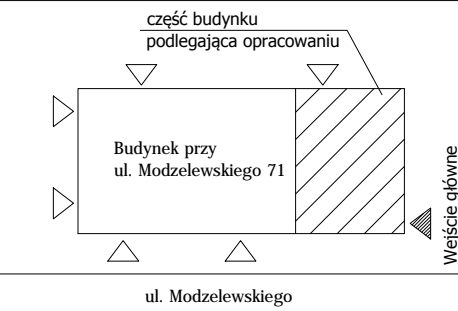 część budynku
podlegająca opracowaniu
Budynek przy
ul. Modzelewskiego 71
Wejście główne
ul. Modzelewskiego